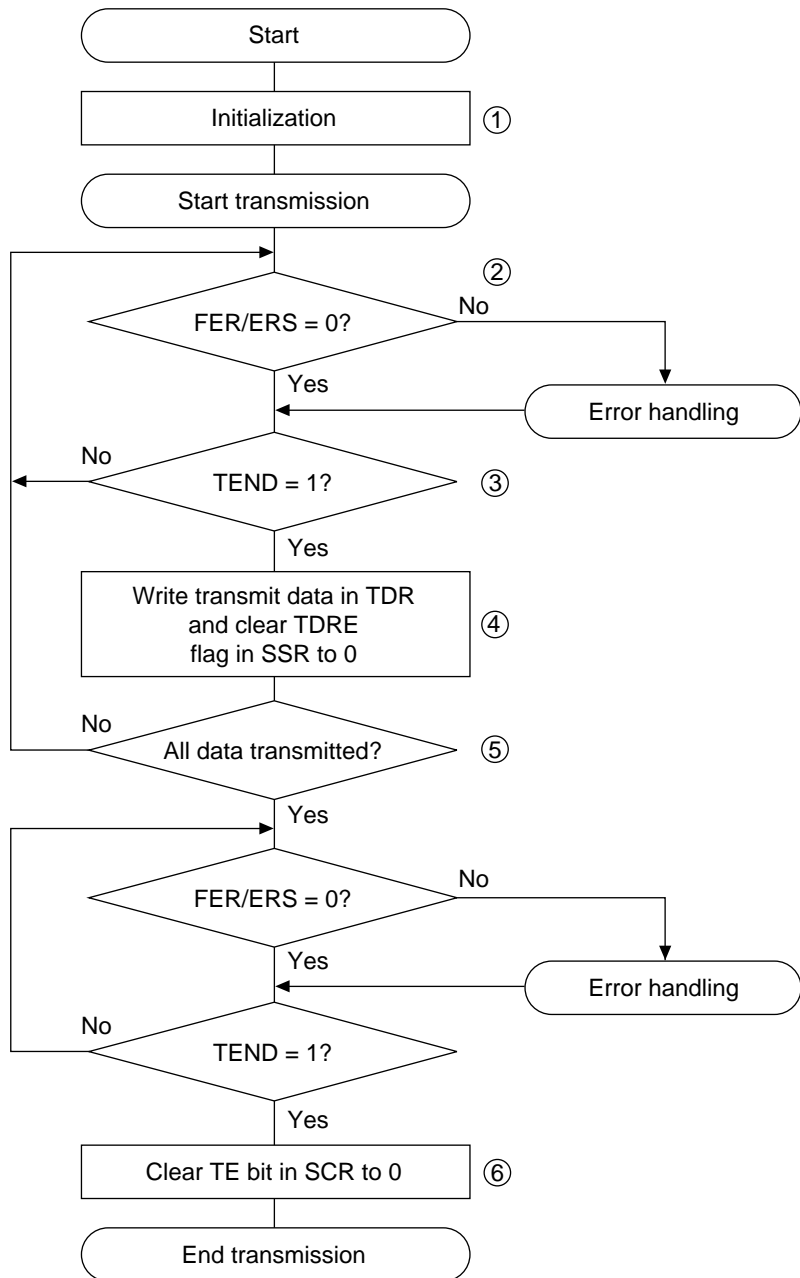 Start
Initialization
①
Start transmission
②
FER/ERS = 0?
No
Yes
Error handling
No
TEND = 1?
③
Yes
Write transmit data in TDR
and clear TDRE
flag in SSR to 0
④
No
All data transmitted?
⑤
Yes
FER/ERS = 0?
No
Yes
Error handling
No
TEND = 1?
Yes
Clear TE bit in SCR to 0
⑥
End transmission